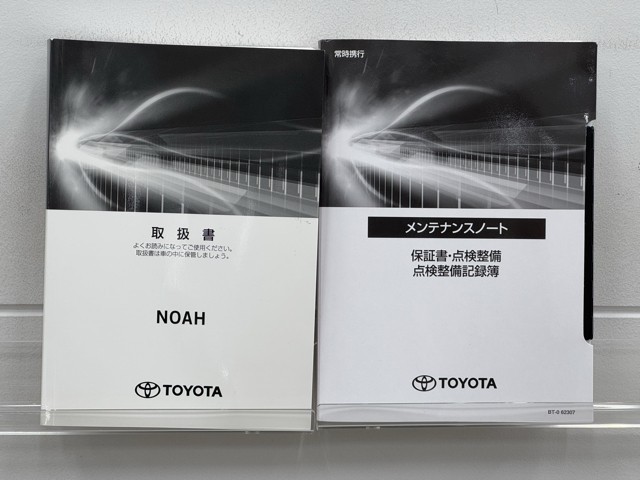 取扱書
よくお読みになってご使用ください。
取扱書は車の中に保管しましょう。
NOAH
TOYOTA
常時携行
メンテナンスノート
保証書・点検整備
点検整備記録簿
TOYOTA
BT-0 62307